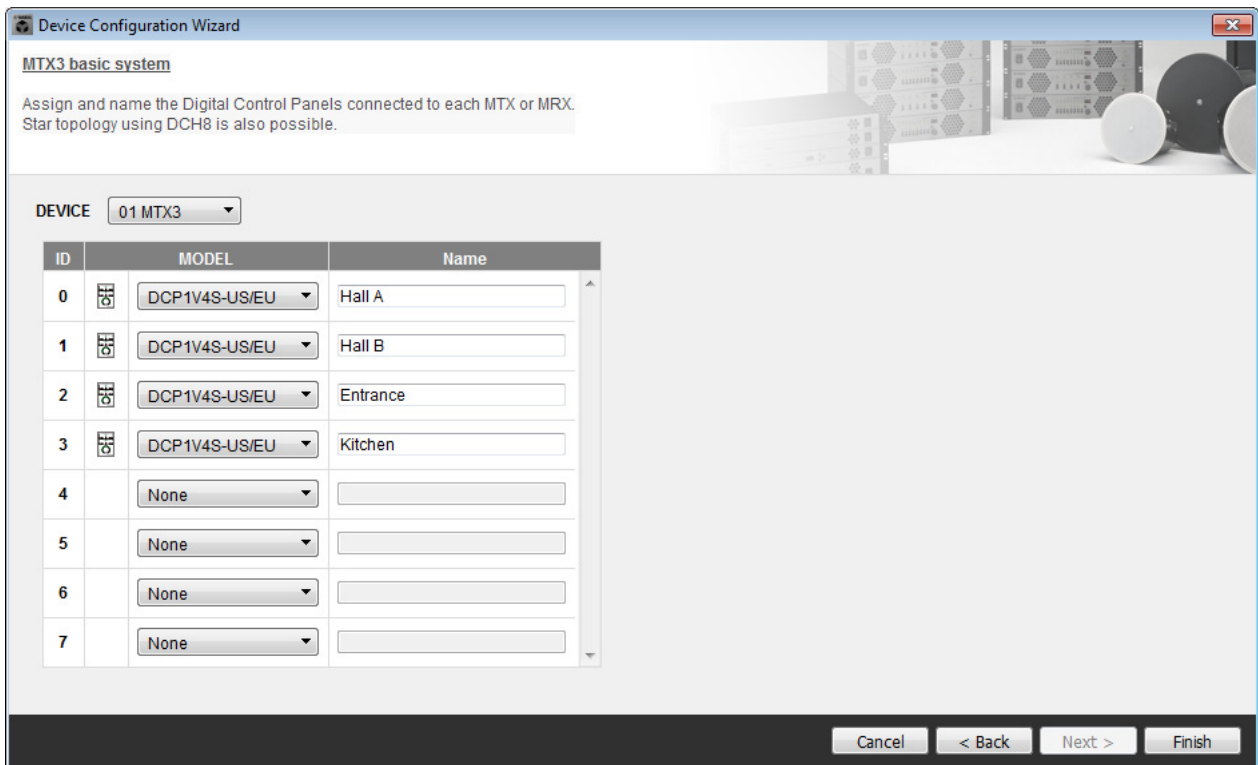 Device Configuration Wizard
MTX3 basic system
Assign and name the Digital Control Panels connected to each MTX or MRX.
Star topology using DCH8 is also possible.
DEVICE 01 MTX3
ID MODEL Name
0 DCP1V4S-US/EU Hall A
1 DCP1V4S-US/EU Hall B
2 DCP1V4S-US/EU Entrance
3 DCP1V4S-US/EU Kitchen
4 None
5 None
6 None
7 None
Cancel < Back Next > Finish